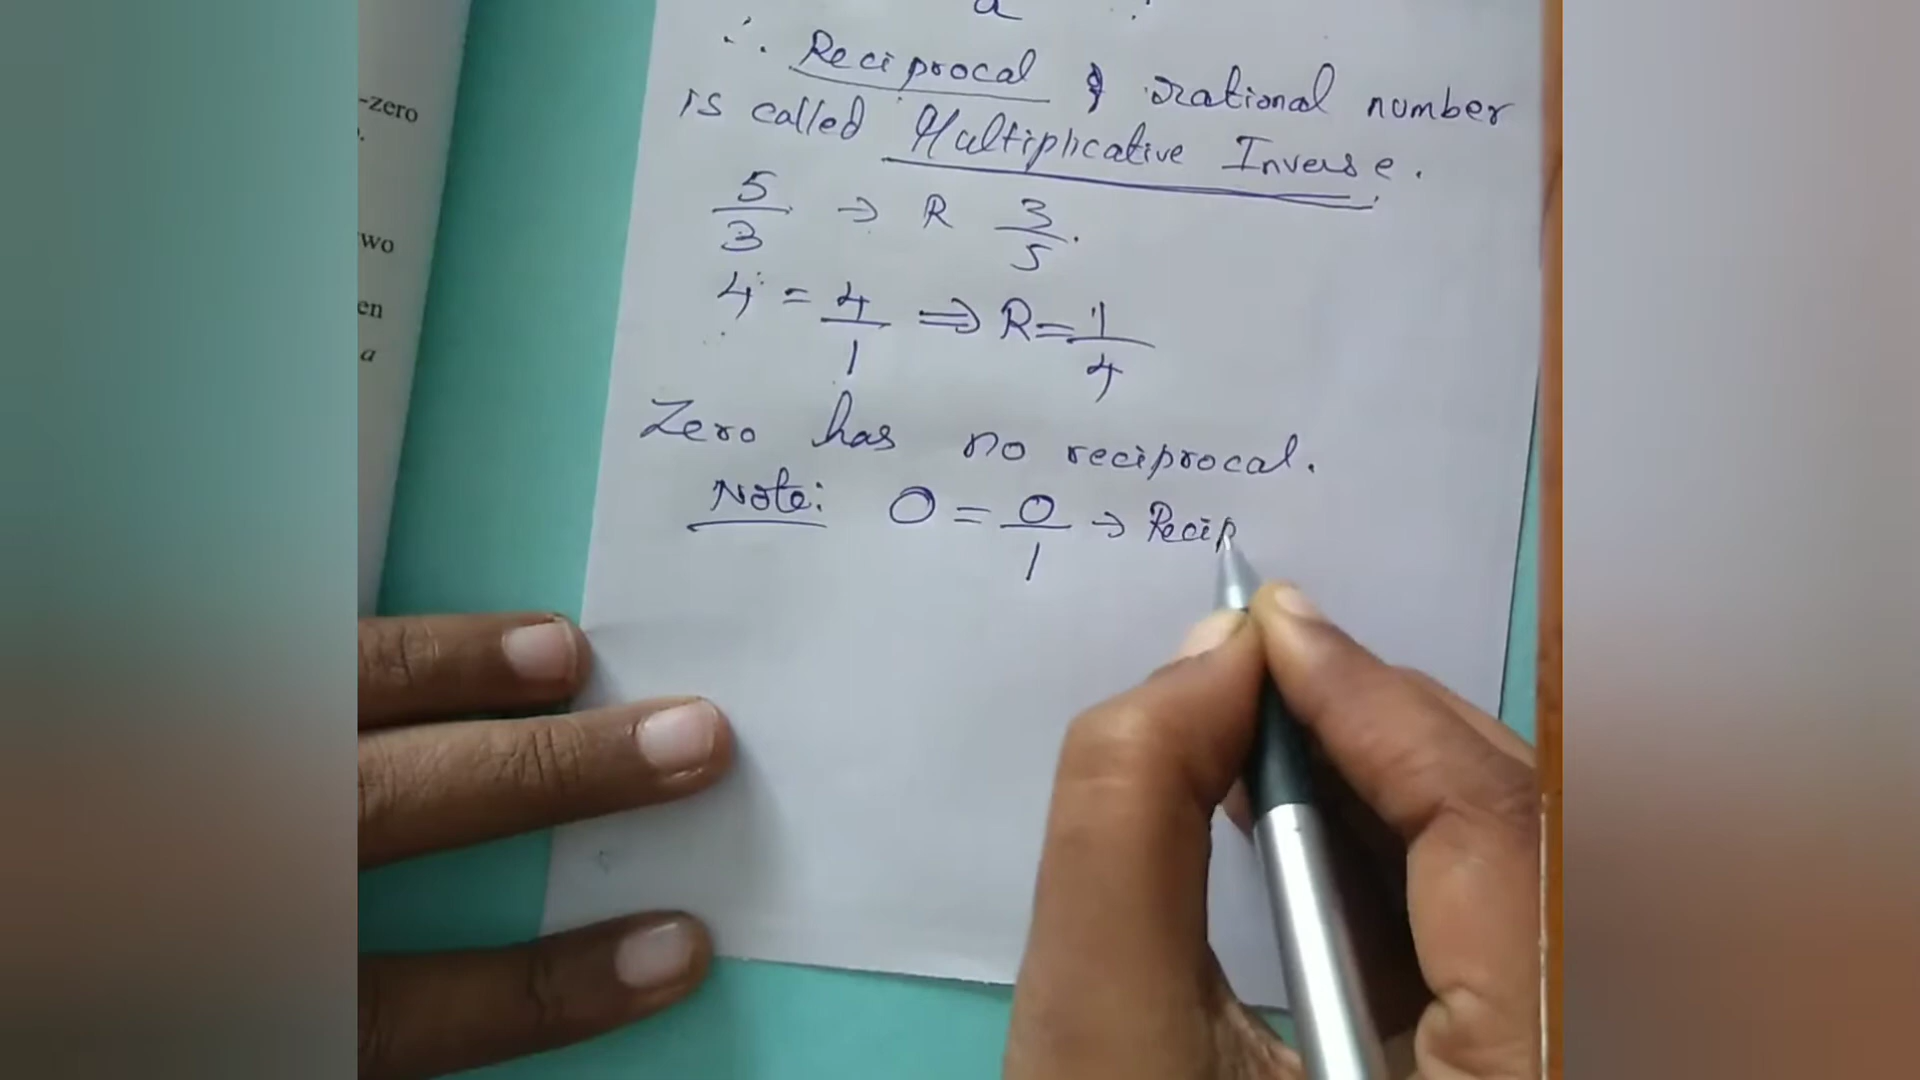 -zero
wo
en
a
a
∴ Reciprocal of rational number
is called Multiplicative Inverse.
5/3 → R 3/5.
4 = 4/1 ⇒ R = 1/4
Zero has no reciprocal.
Note: 0 = 0/1 → Recip